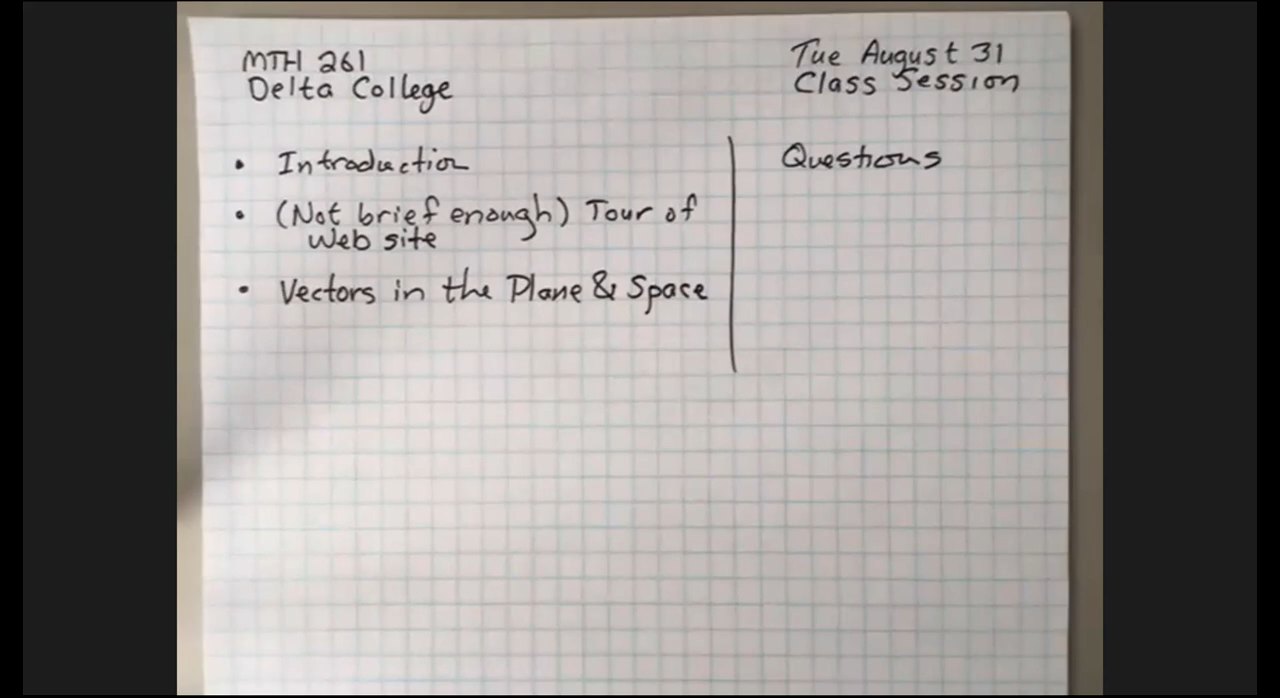 MTH 261
Delta College
Tue August 31
Class Session
• Introduction
• (Not brief enough) Tour of
Web site
• Vectors in the Plane & Space
Questions